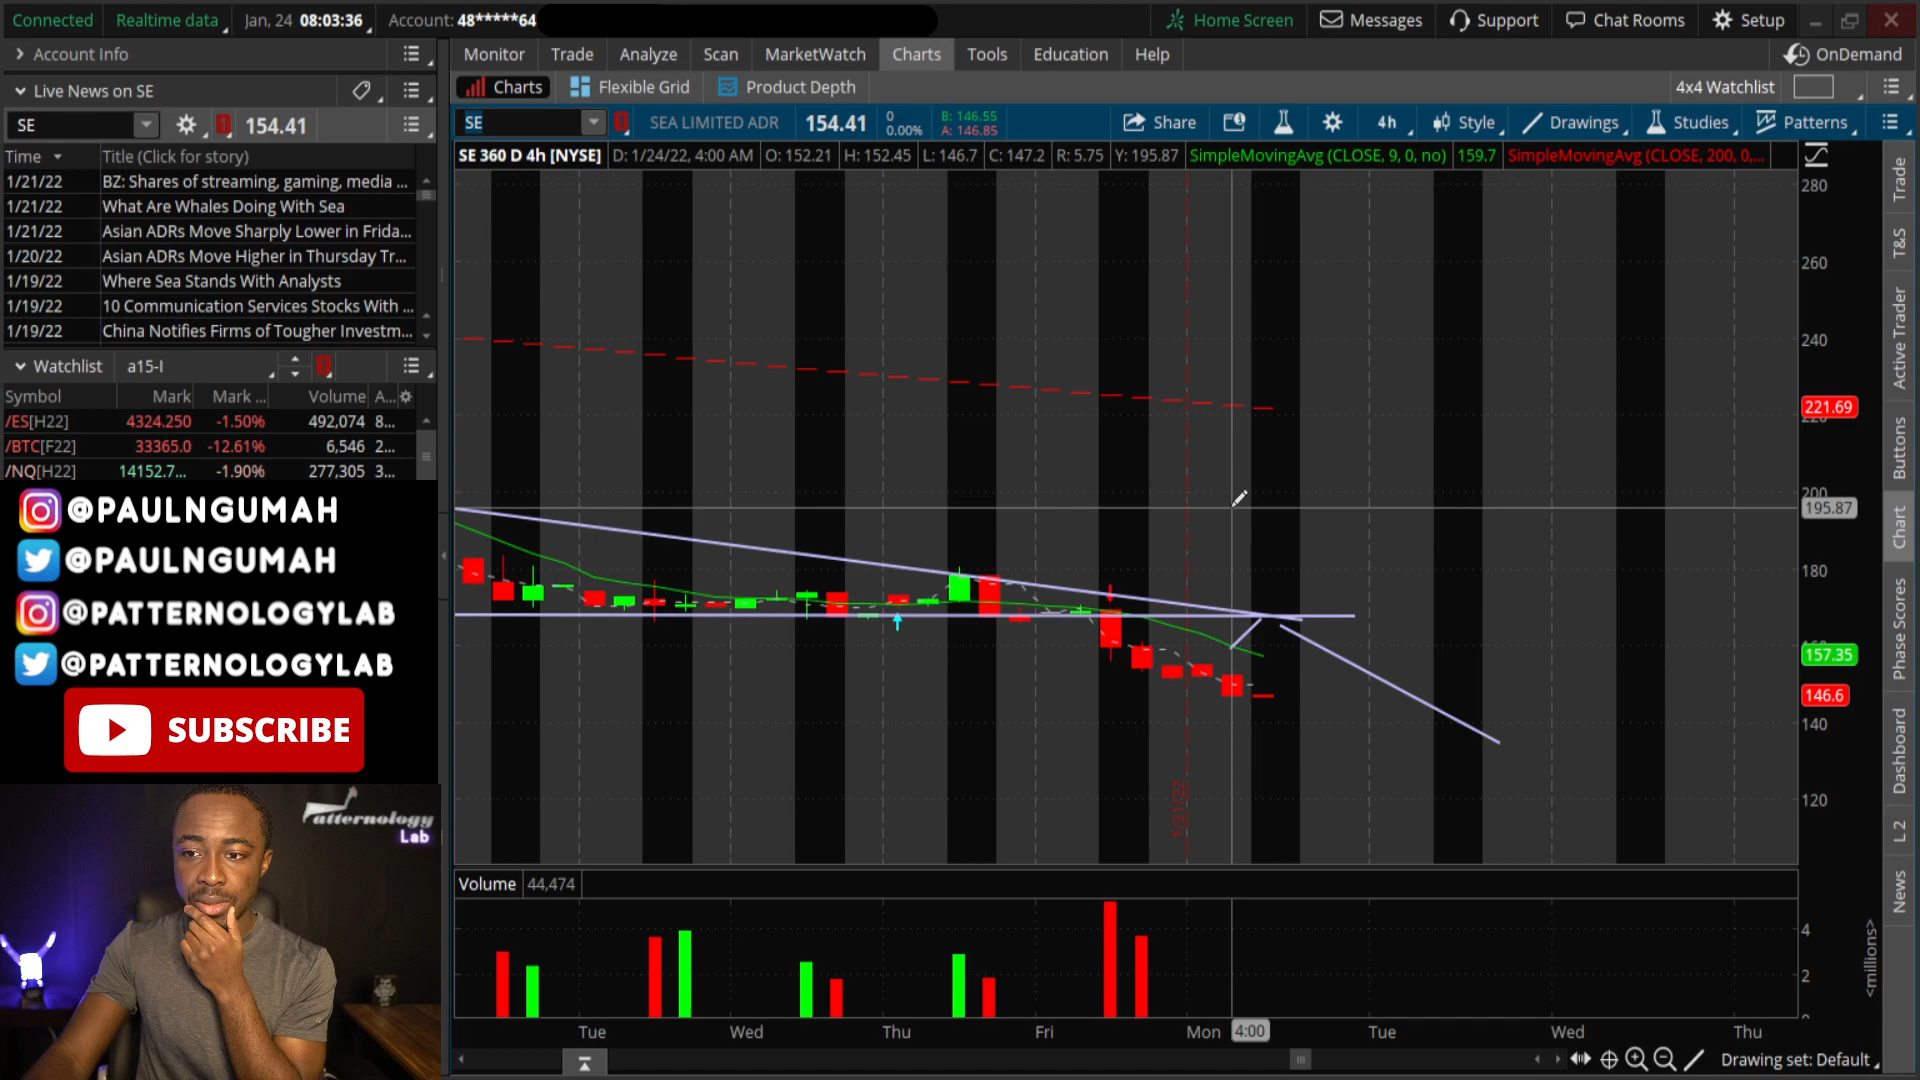 Connected Realtime data Jan, 24 08:03:36 Account: 48*****64 Home Screen Messages Support Chat Rooms Setup
Account Info Monitor Trade Analyze Scan MarketWatch Charts Tools Education Help OnDemand
Live News on SE Charts Flexible Grid Product Depth 4x4 Watchlist
SE 154.41 SE SEA LIMITED ADR 154.41 0 0.00% B: 146.55 A: 146.85 Share 4h Style Drawings Studies Patterns
Time Title (Click for story)
SE 360 D 4h [NYSE] D: 1/24/22, 4:00 AM O: 152.21 H: 152.45 L: 146.7 C: 147.2 R: 5.75 Y: 195.87 SimpleMovingAvg (CLOSE, 9, 0, no) 159.7 SimpleMovingAvg (CLOSE, 200, 0,...
1/21/22 BZ: Shares of streaming, gaming, media ...
1/21/22 What Are Whales Doing With Sea
1/21/22 Asian ADRs Move Sharply Lower in Frida...
1/20/22 Asian ADRs Move Higher in Thursday Tr...
1/19/22 Where Sea Stands With Analysts
1/19/22 10 Communication Services Stocks With ...
1/19/22 China Notifies Firms of Tougher Investm...
Watchlist a15-I
Symbol Mark Mark ... Volume A...
/ES[H22] 4324.250 -1.50% 492,074 8...
/BTC[F22] 33365.0 -12.61% 6,546 2...
/NQ[H22] 14152.7... -1.90% 277,305 3...
@PAULNGUMAH
@PAULNGUMAH
@PATTERNOLOGYLAB
@PATTERNOLOGYLAB
SUBSCRIBE
Patternology
Lab
280
260
240
221.69
200
195.87
180
157.35
146.6
140
120
1/21/22
Volume 44,474
4
2
<millions>
Tue Wed Thu Fri Mon 4:00 Tue Wed Thu
Drawing set: Default
Trade
T&S
Active Trader
Buttons
Chart
Phase Scores
Dashboard
L 2
News